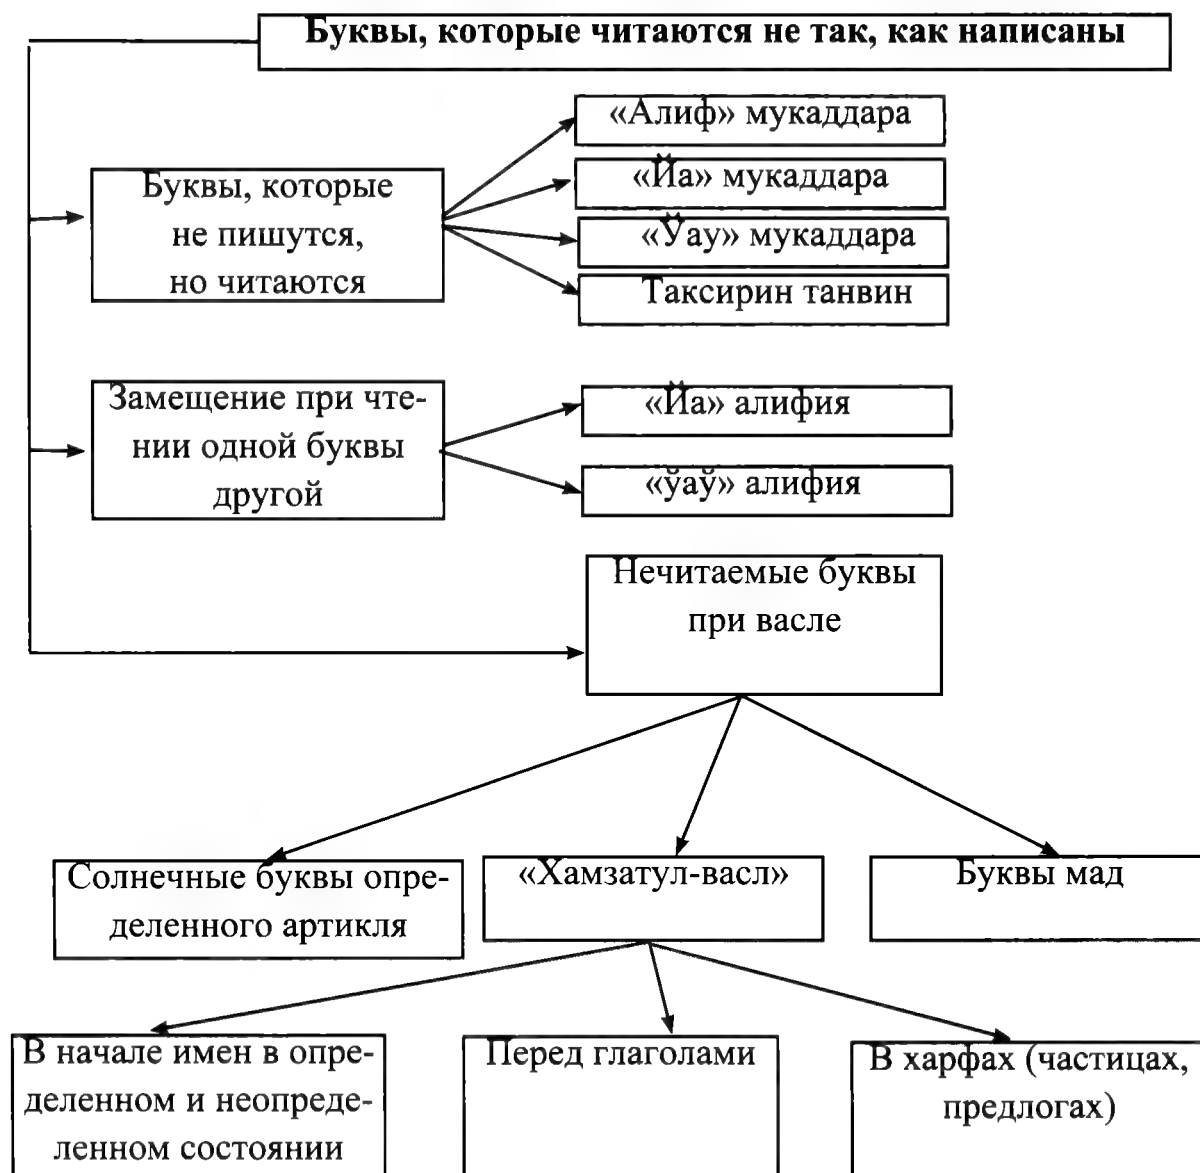 Буквы, которые читаются не так, как написаны
Буквы, которые
не пишутся,
но читаются
«Алиф» мукаддара
«Йа» мукаддара
«Ўау» мукаддара
Таксирин танвин
Замещение при чте-
нии одной буквы
другой
«Йа» алифия
«ўаў» алифия
Нечитаемые буквы
при васле
Солнечные буквы опре-
деленного артикля
«Хамзатул-васл»
Буквы мад
В начале имен в опре-
деленном и неопреде-
ленном состоянии
Перед глаголами
В харфах (частицах,
предлогах)